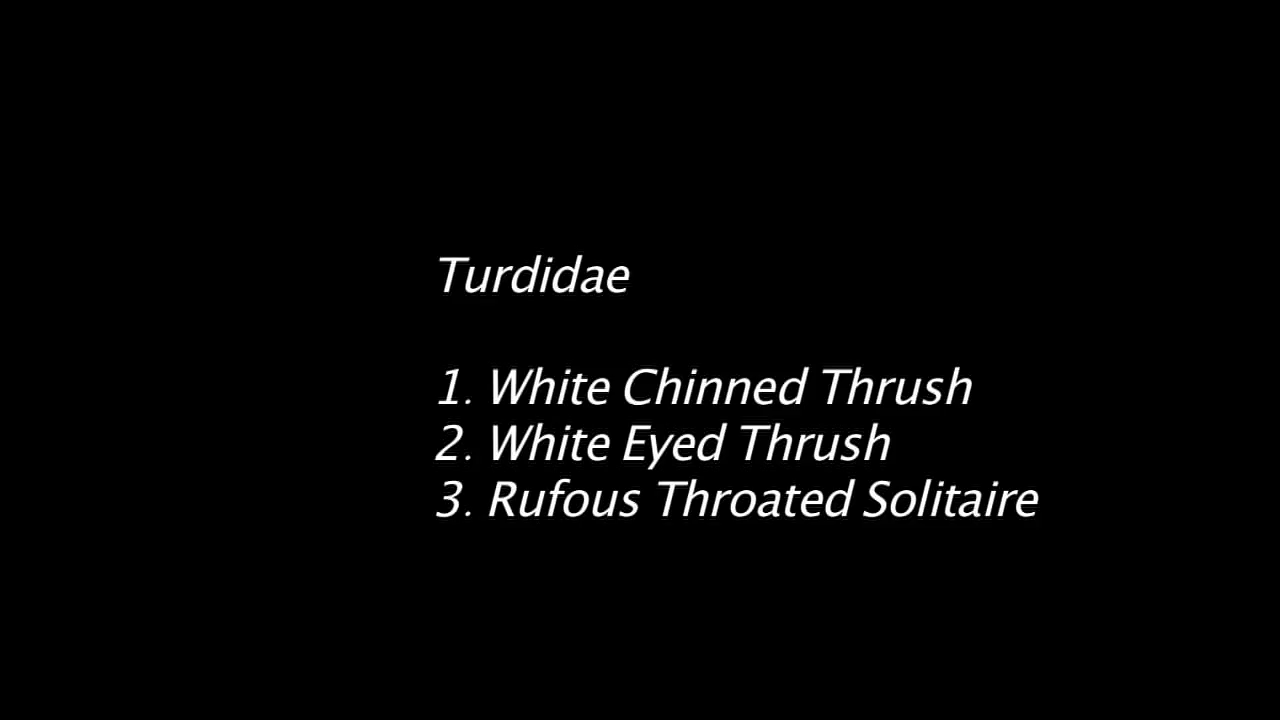 Turdidae
1. White Chinned Thrush
2. White Eyed Thrush
3. Rufous Throated Solitaire